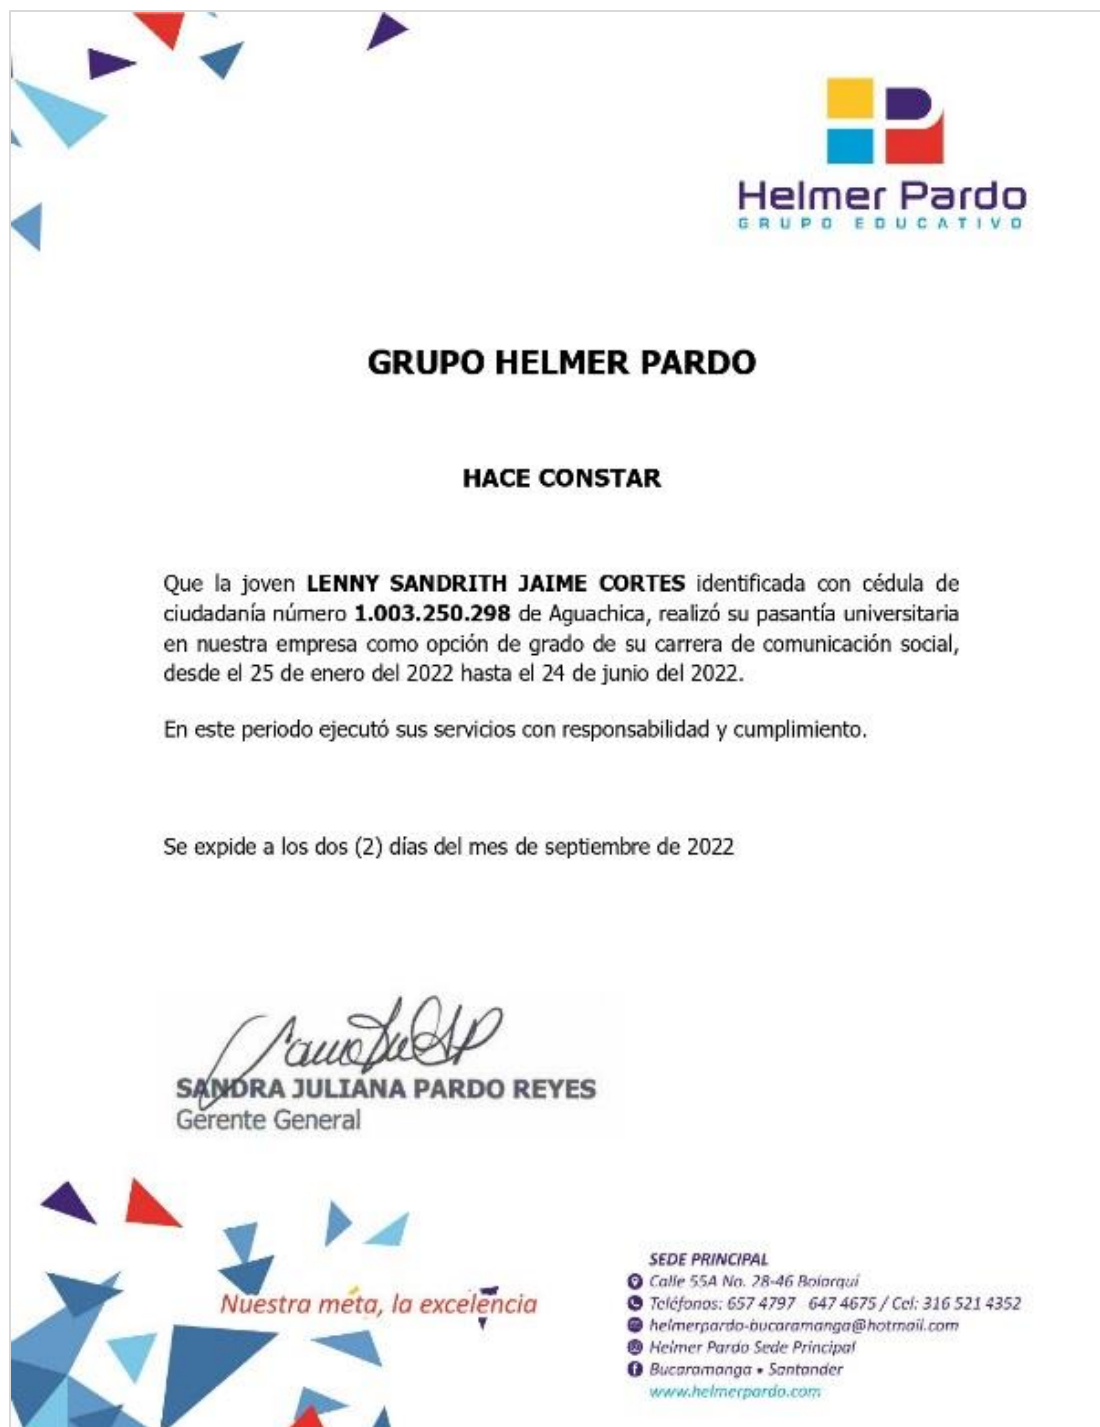 Helmer Pardo
GRUPO EDUCATIVO
GRUPO HELMER PARDO
HACE CONSTAR
Que la joven LENNY SANDRITH JAIME CORTES identificada con cédula de
ciudadanía número 1.003.250.298 de Aguachica, realizó su pasantía universitaria
en nuestra empresa como opción de grado de su carrera de comunicación social,
desde el 25 de enero del 2022 hasta el 24 de junio del 2022.
En este periodo ejecutó sus servicios con responsabilidad y cumplimiento.
Se expide a los dos (2) días del mes de septiembre de 2022
SANDRA JULIANA PARDO REYES
Gerente General
Nuestra meta, la excelencia
SEDE PRINCIPAL
Calle 55A No. 28-46 Bolarquí
Teléfonos: 657 4797 647 4675 / Cel: 316 521 4352
helmerpardo-bucaramanga@hotmail.com
Helmer Pardo Sede Principal
Bucaramanga • Santander
www.helmerpardo.com